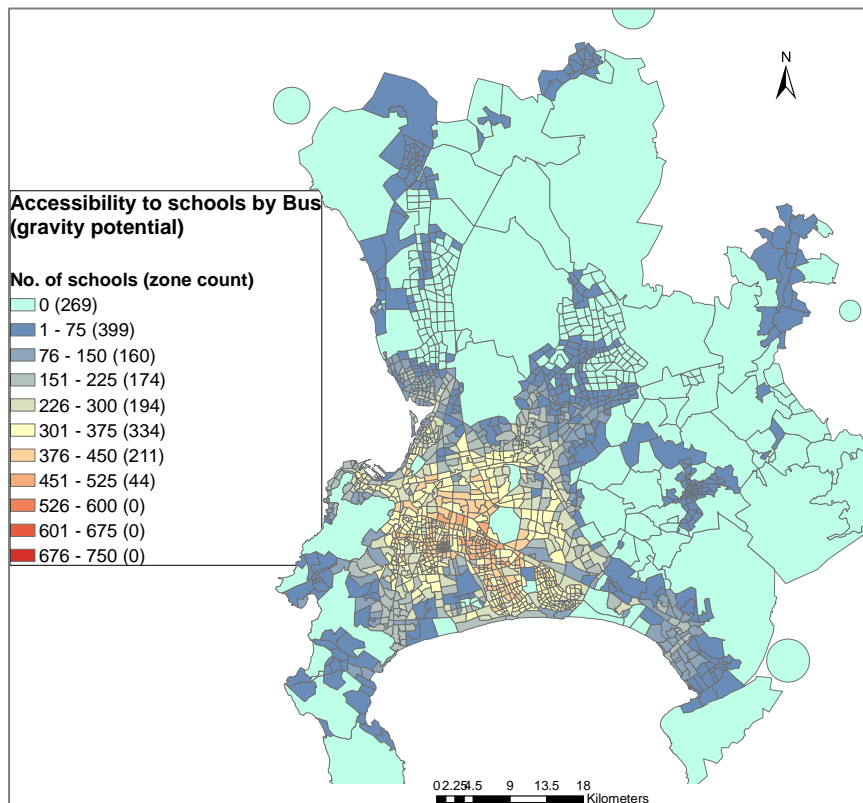 N
Accessibility to schools by Bus
(gravity potential)
No. of schools (zone count)
0 (269)
1 - 75 (399)
76 - 150 (160)
151 - 225 (174)
226 - 300 (194)
301 - 375 (334)
376 - 450 (211)
451 - 525 (44)
526 - 600 (0)
601 - 675 (0)
676 - 750 (0)
0 2.25 4.5 9 13.5 18
Kilometers